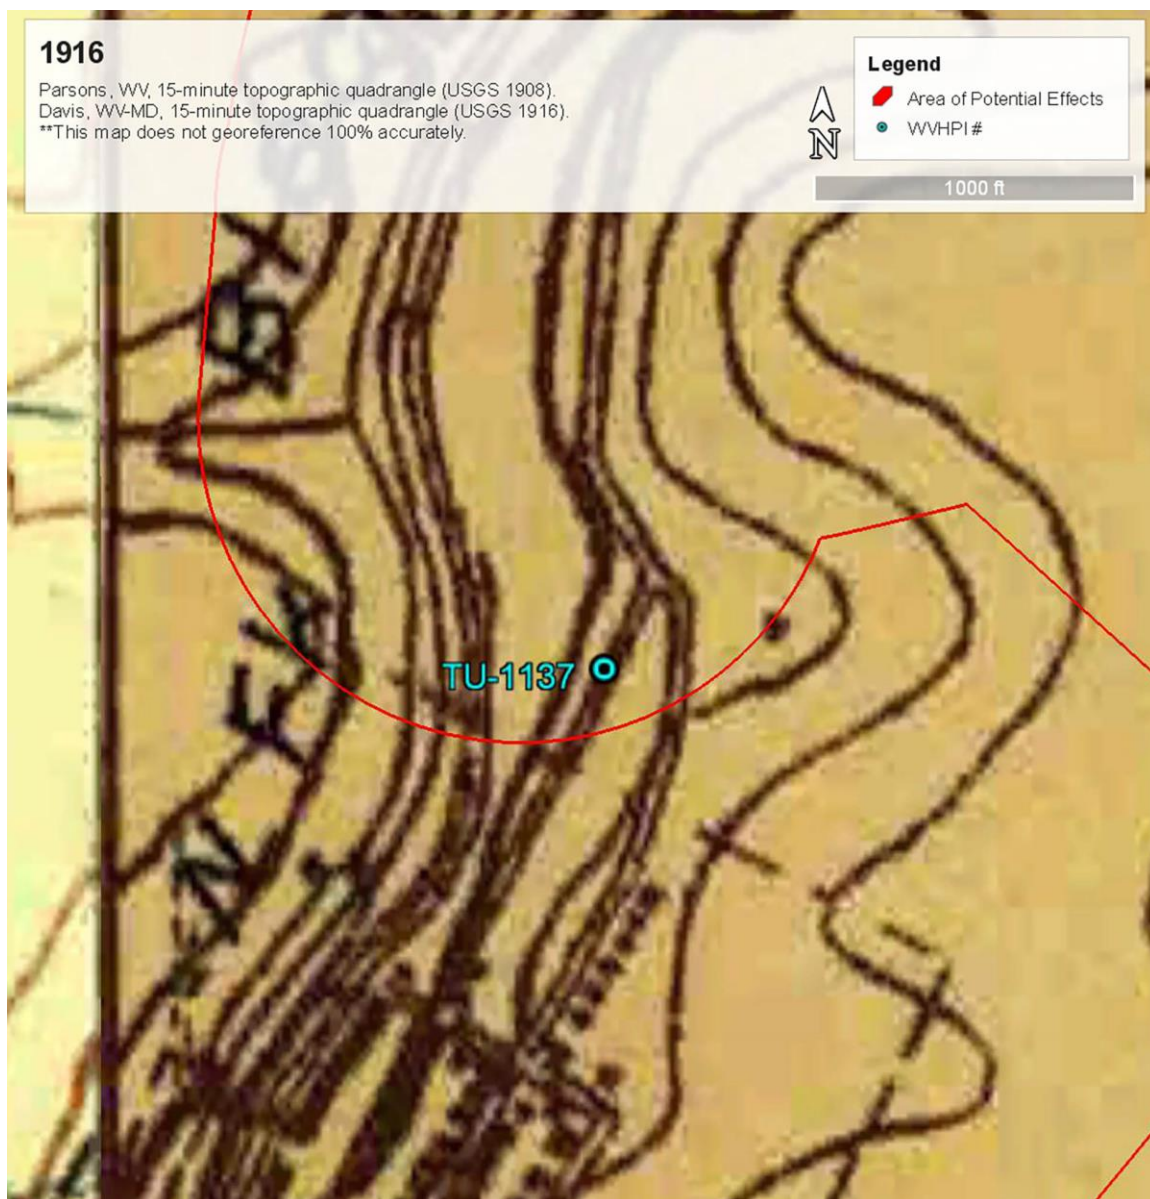 1916
Parsons, WV, 15-minute topographic quadrangle (USGS 1908).
Davis, WV-MD, 15-minute topographic quadrangle (USGS 1916).
**This map does not georeference 100% accurately.
N
Legend
Area of Potential Effects
WVHPI #
1000 ft
TU-1137